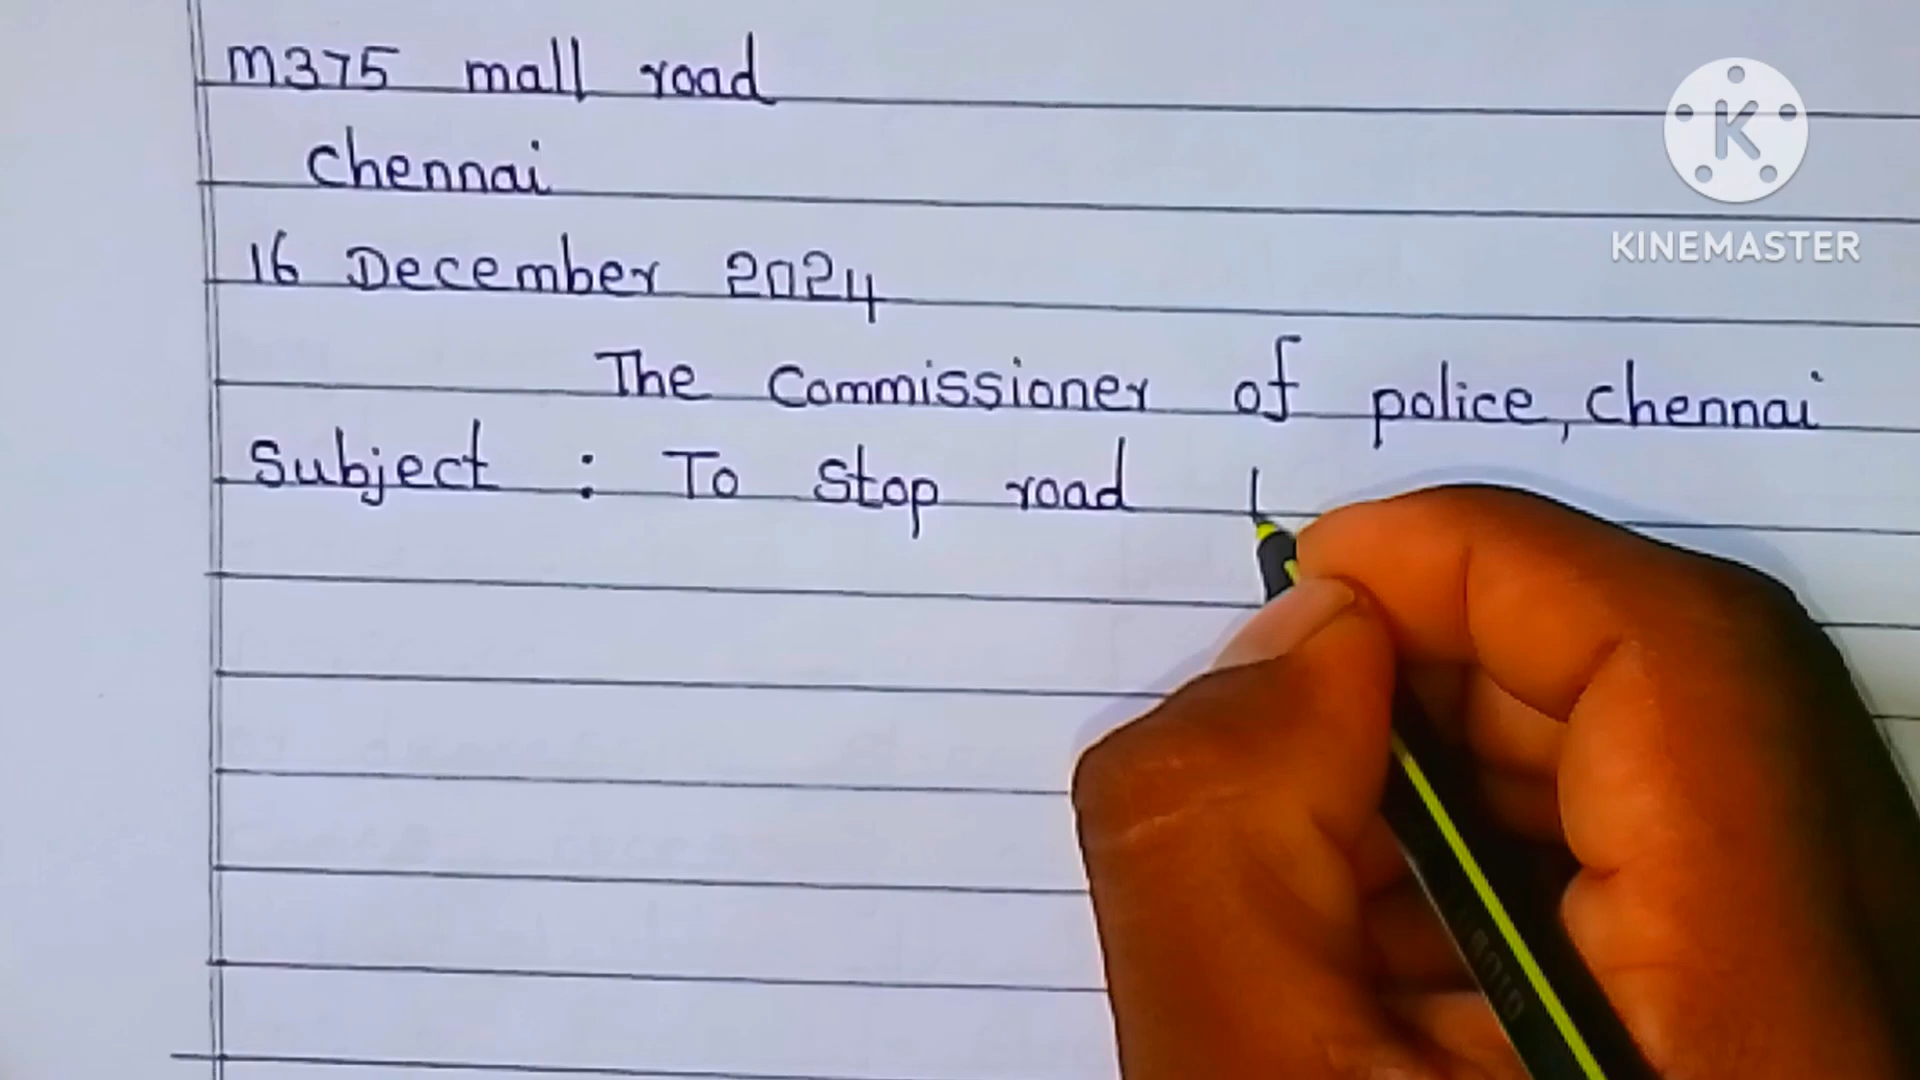 m375 mall road
chennai
16 December 2024
The Commissioner of police, chennai
Subject : To Stop road
K
KINEMASTER